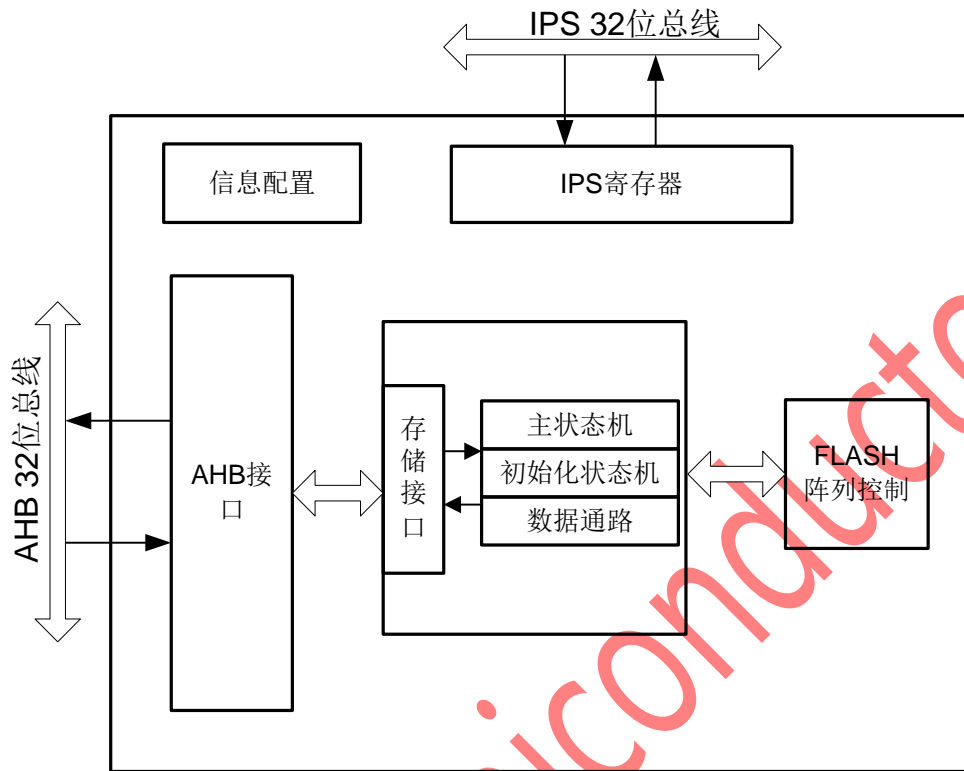 IPS 32位总线
信息配置
IPS寄存器
AHB 32位总线
AHB接
口
存
储
接
口
主状态机
初始化状态机
数据通路
FLASH
阵列控制